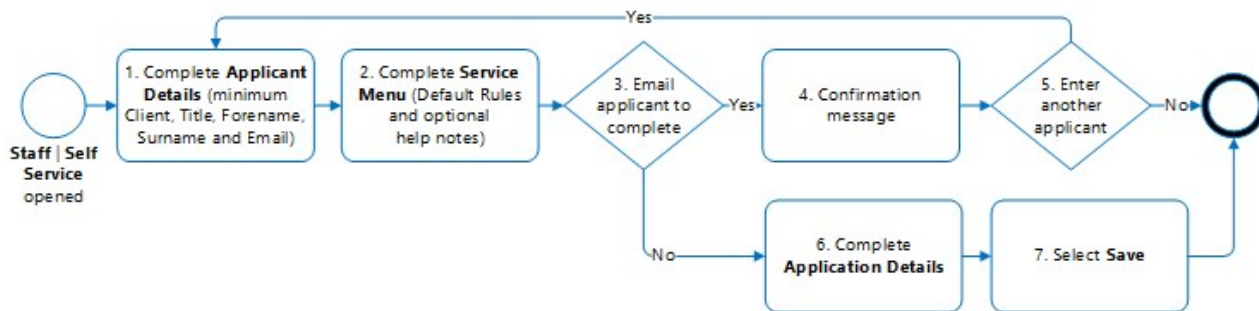 Yes
1. Complete Applicant
Details (minimum
Client, Title, Forename,
Surname and Email)
2. Complete Service
Menu (Default Rules
and optional
help notes)
3. Email
applicant to
complete
Yes
4. Confirmation
message
5. Enter
another
applicant
No
Staff | Self
Service
opened
No
6. Complete
Application Details
7. Select Save